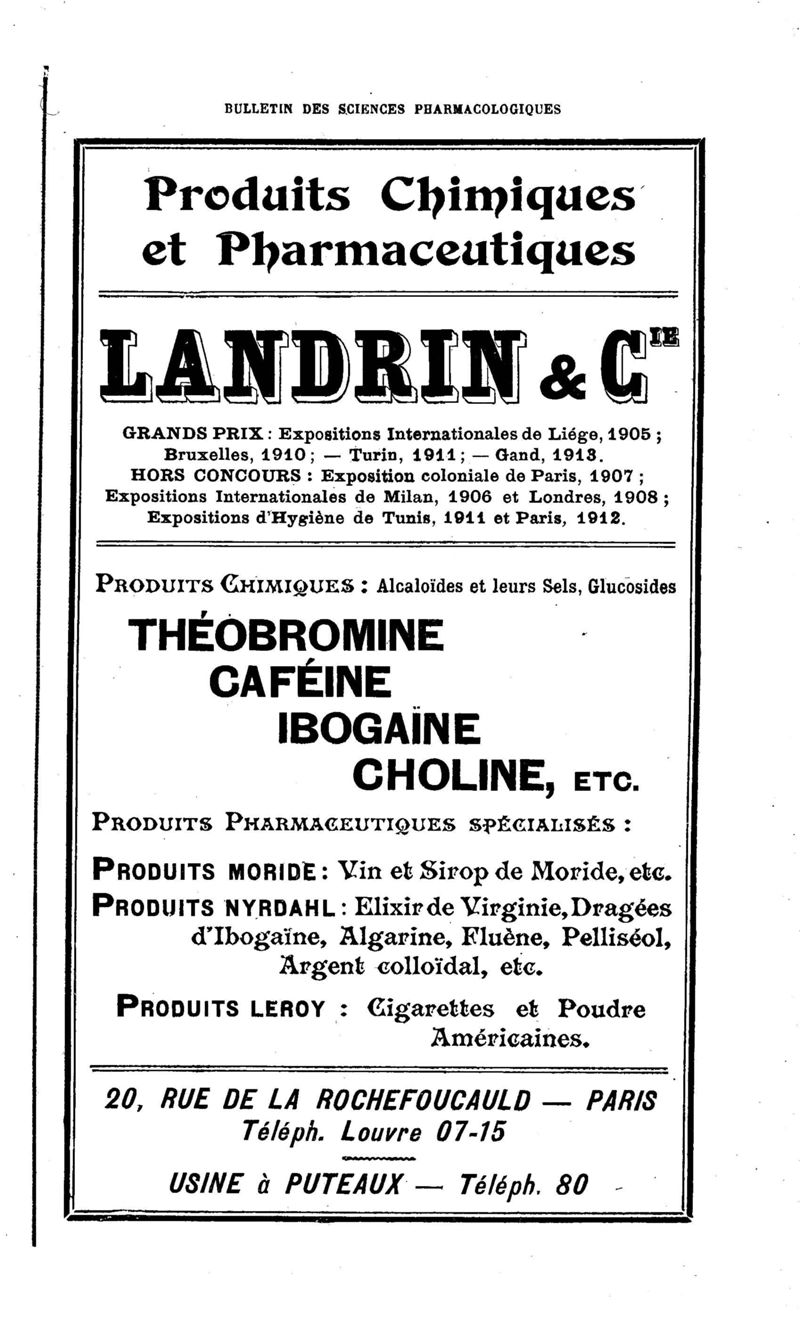 BULLETIN DES SCIENCES PHARMACOLOGIQUES
Produits Chimiques
et Pharmaceutiques
LANDRIN & Cie
GRANDS PRIX : Expositions Internationales de Liége, 1905 ;
Bruxelles, 1910 ; — Turin, 1911 ; — Gand, 1913.
HORS CONCOURS : Exposition coloniale de Paris, 1907 ;
Expositions Internationales de Milan, 1906 et Londres, 1908 ;
Expositions d'Hygiène de Tunis, 1911 et Paris, 1912.
PRODUITS CHIMIQUES : Alcaloïdes et leurs Sels, Glucosides
THÉOBROMINE
CAFÉINE
IBOGAÏNE
CHOLINE, ETC.
PRODUITS PHARMACEUTIQUES SPÉCIALISÉS :
PRODUITS MORIDE : Vin et Sirop de Moride, etc.
PRODUITS NYRDAHL : Elixir de Virginie, Dragées
d'Ibogaïne, Algarine, Fluène, Pelliséol,
Argent colloïdal, etc.
PRODUITS LEROY : Cigarettes et Poudre
Américaines.
20, RUE DE LA ROCHEFOUCAULD — PARIS
Téléph. Louvre 07-15
USINE à PUTEAUX — Téléph. 80